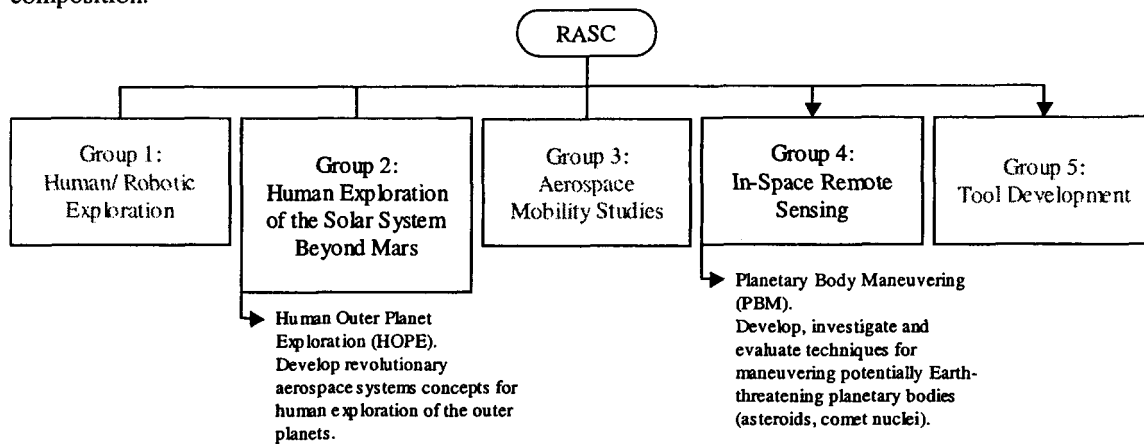 composition.
RASC
Group 1:
Human/ Robotic
Exploration
Group 2:
Human Exploration
of the Solar System
Beyond Mars
Group 3:
Aerospace
Mobility Studies
Group 4:
In-Space Remote
Sensing
Group 5:
Tool Development
Human Outer Planet
Exploration (HOPE).
Develop revolutionary
aerospace systems concepts for
human exploration of the outer
planets.
Planetary Body Maneuvering
(PBM).
Develop, investigate and
evaluate techniques for
maneuvering potentially Earth-
threatening planetary bodies
(asteroids, comet nuclei).